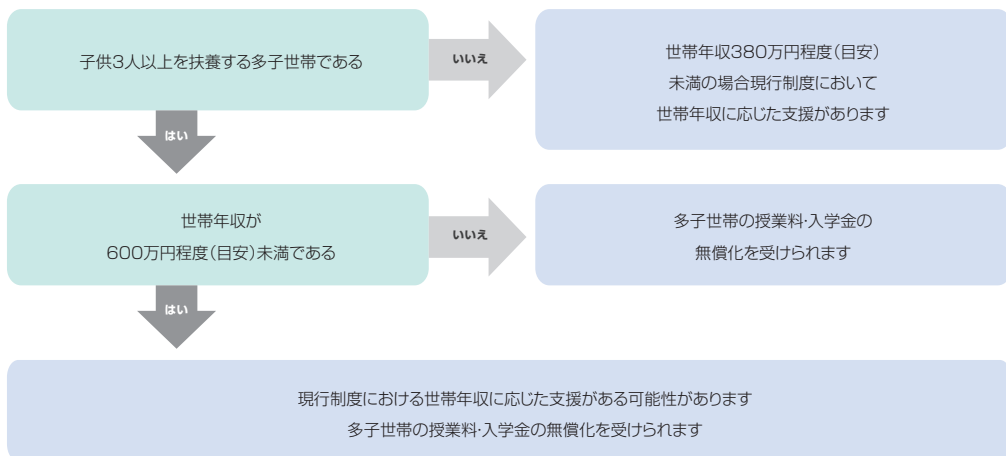 子供3人以上を扶養する多子世帯である
いいえ
世帯年収380万円程度(目安)
未満の場合現行制度において
世帯年収に応じた支援があります
はい
世帯年収が
600万円程度(目安)未満である
いいえ
多子世帯の授業料・入学金の
無償化を受けられます
はい
現行制度における世帯年収に応じた支援がある可能性があります
多子世帯の授業料・入学金の無償化を受けられます